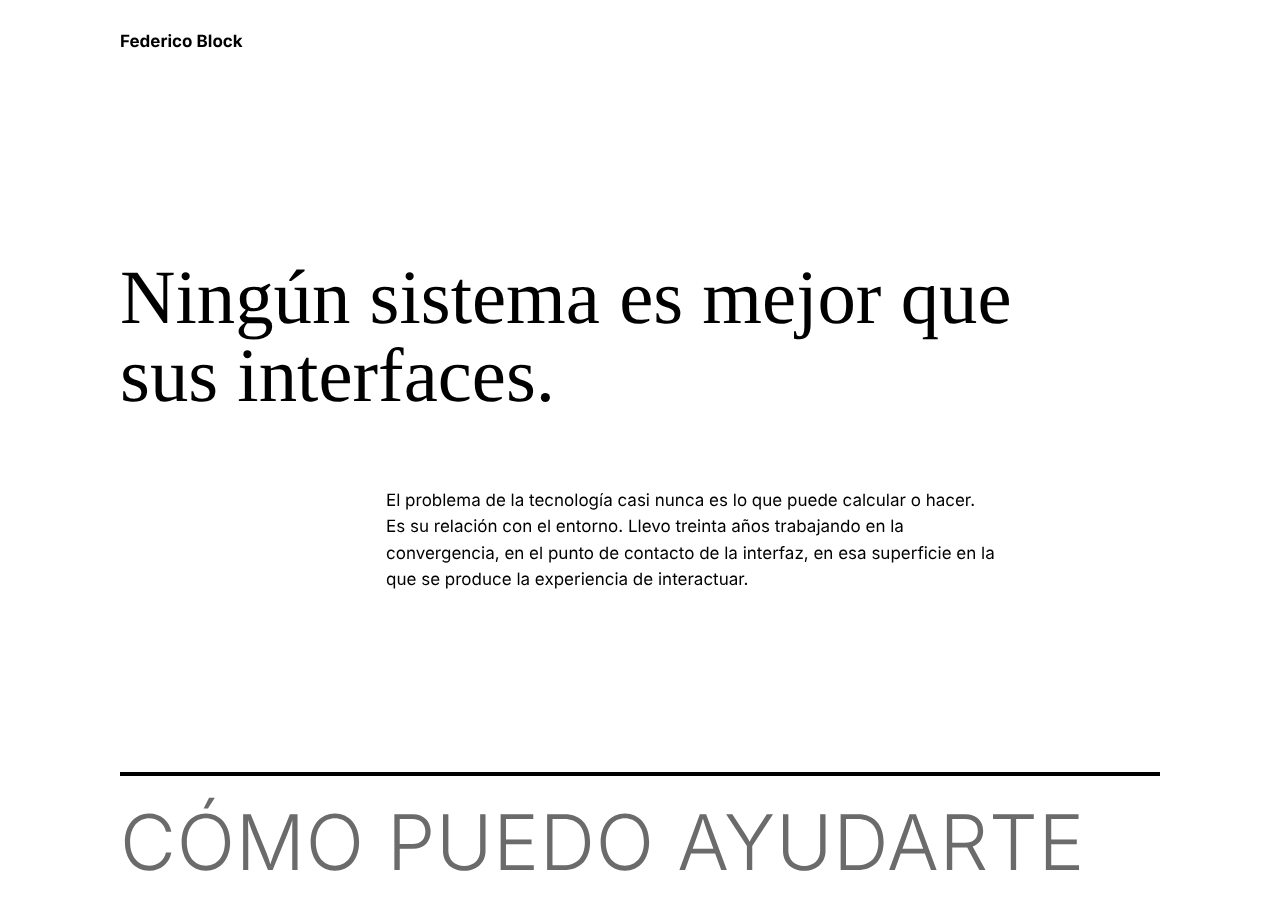 Federico Block
Ningún sistema es mejor que
sus interfaces.
El problema de la tecnología casi nunca es lo que puede calcular o hacer.
Es su relación con el entorno. Llevo treinta años trabajando en la
convergencia, en el punto de contacto de la interfaz, en esa superficie en la
que se produce la experiencia de interactuar.
CÓMO PUEDO AYUDARTE